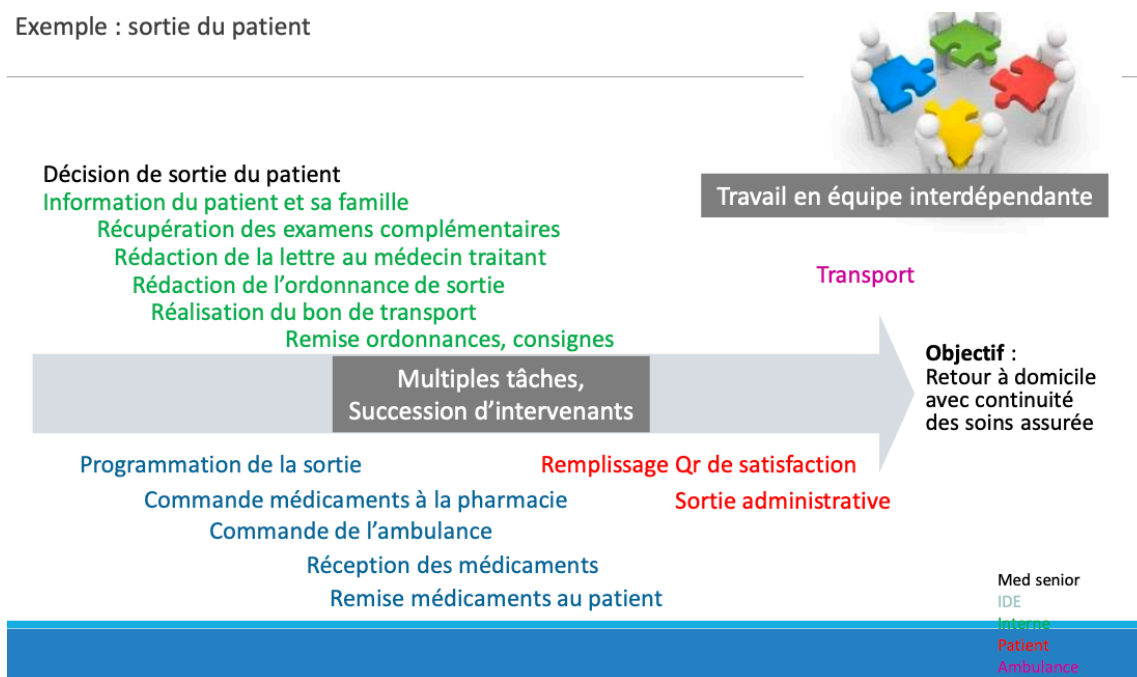 Exemple : sortie du patient
Décision de sortie du patient
Information du patient et sa famille
Récupération des examens complémentaires
Rédaction de la lettre au médecin traitant
Rédaction de l'ordonnance de sortie
Réalisation du bon de transport
Remise ordonnances, consignes
Travail en équipe interdépendante
Transport
Multiples tâches,
Succession d'intervenants
Objectif :
Retour à domicile
avec continuité
des soins assurée
Programmation de la sortie
Commande médicaments à la pharmacie
Commande de l'ambulance
Réception des médicaments
Remise médicaments au patient
Remplissage Qr de satisfaction
Sortie administrative
Med senior
IDE
Interne
Patient
Ambulance